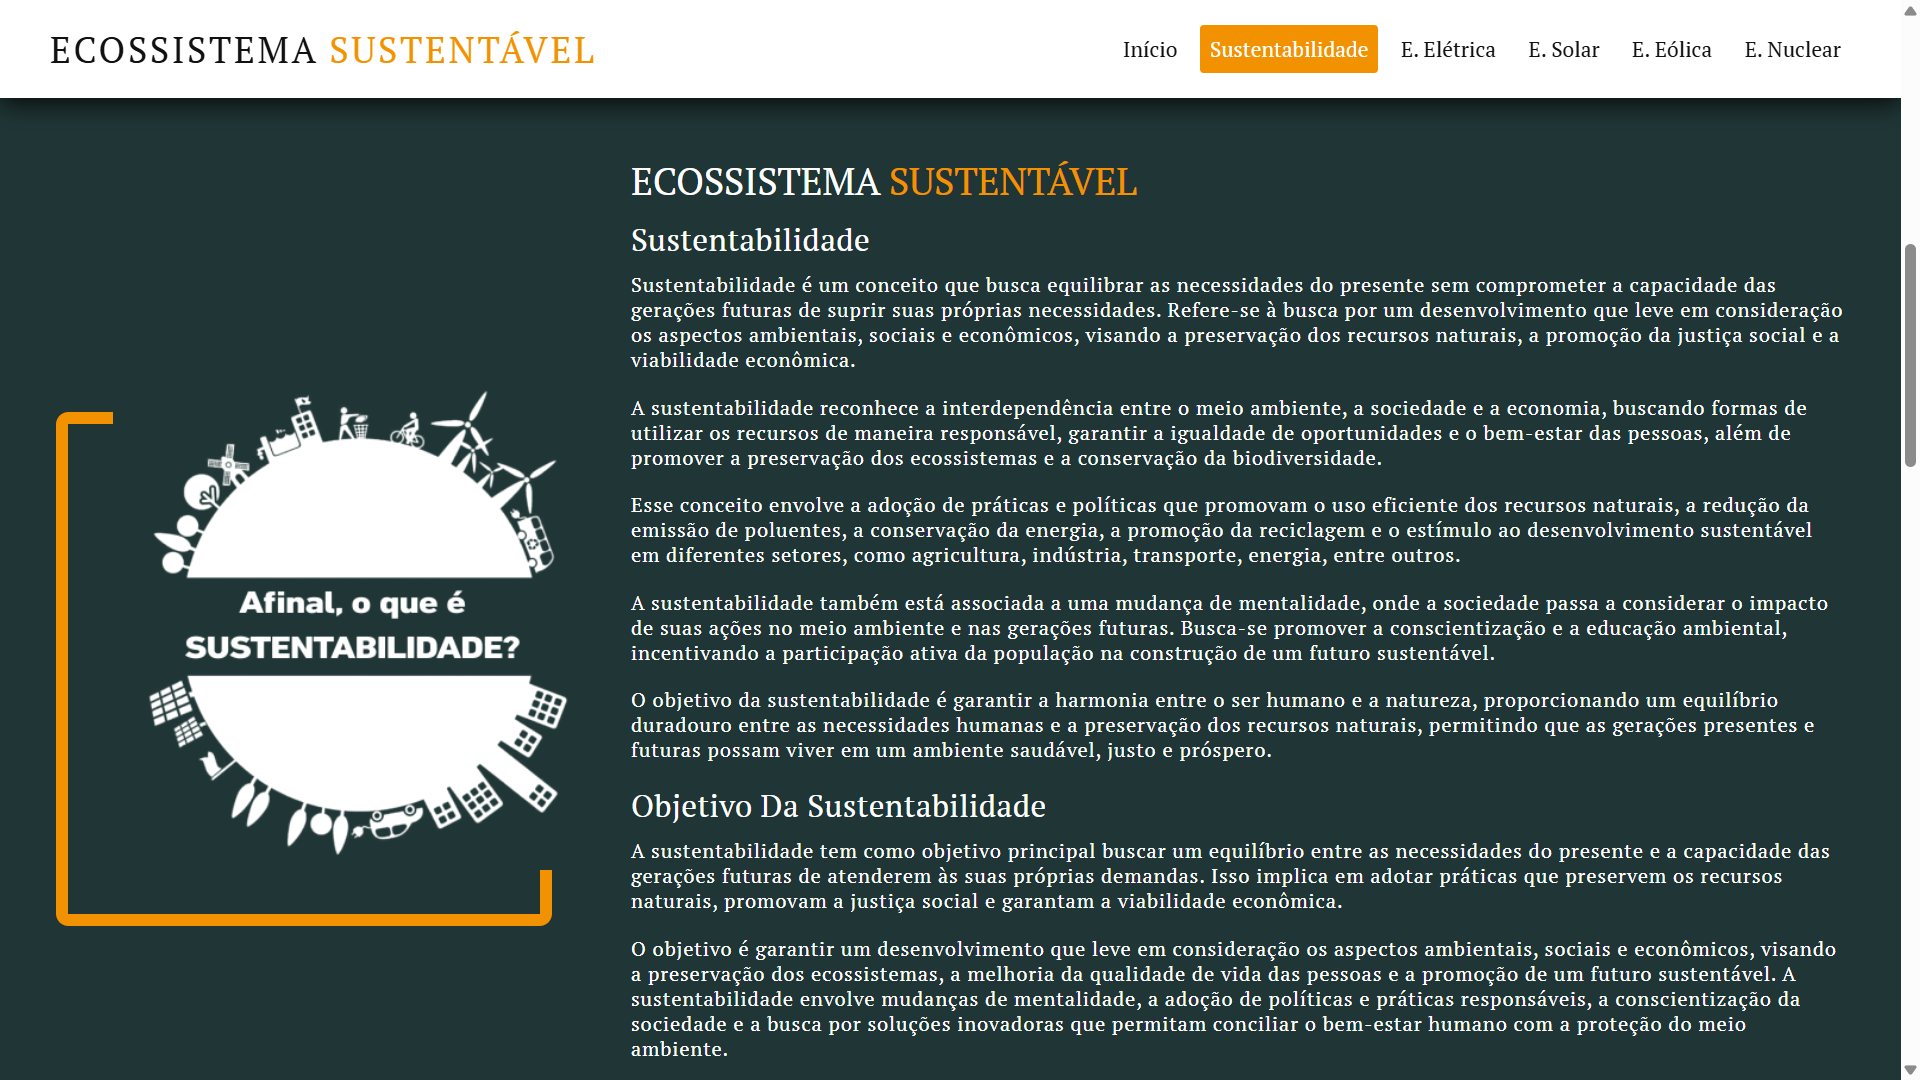 ECOSSISTEMA SUSTENTÁVEL
Início Sustentabilidade E. Elétrica E. Solar E. Eólica E. Nuclear
Afinal, o que é
SUSTENTABILIDADE?
ECOSSISTEMA SUSTENTÁVEL
Sustentabilidade
Sustentabilidade é um conceito que busca equilibrar as necessidades do presente sem comprometer a capacidade das
gerações futuras de suprir suas próprias necessidades. Refere-se à busca por um desenvolvimento que leve em consideração
os aspectos ambientais, sociais e econômicos, visando a preservação dos recursos naturais, a promoção da justiça social e a
viabilidade econômica.
A sustentabilidade reconhece a interdependência entre o meio ambiente, a sociedade e a economia, buscando formas de
utilizar os recursos de maneira responsável, garantir a igualdade de oportunidades e o bem-estar das pessoas, além de
promover a preservação dos ecossistemas e a conservação da biodiversidade.
Esse conceito envolve a adoção de práticas e políticas que promovam o uso eficiente dos recursos naturais, a redução da
emissão de poluentes, a conservação da energia, a promoção da reciclagem e o estímulo ao desenvolvimento sustentável
em diferentes setores, como agricultura, indústria, transporte, energia, entre outros.
A sustentabilidade também está associada a uma mudança de mentalidade, onde a sociedade passa a considerar o impacto
de suas ações no meio ambiente e nas gerações futuras. Busca-se promover a conscientização e a educação ambiental,
incentivando a participação ativa da população na construção de um futuro sustentável.
O objetivo da sustentabilidade é garantir a harmonia entre o ser humano e a natureza, proporcionando um equilíbrio
duradouro entre as necessidades humanas e a preservação dos recursos naturais, permitindo que as gerações presentes e
futuras possam viver em um ambiente saudável, justo e próspero.
Objetivo Da Sustentabilidade
A sustentabilidade tem como objetivo principal buscar um equilíbrio entre as necessidades do presente e a capacidade das
gerações futuras de atenderem às suas próprias demandas. Isso implica em adotar práticas que preservem os recursos
naturais, promovam a justiça social e garantam a viabilidade econômica.
O objetivo é garantir um desenvolvimento que leve em consideração os aspectos ambientais, sociais e econômicos, visando
a preservação dos ecossistemas, a melhoria da qualidade de vida das pessoas e a promoção de um futuro sustentável. A
sustentabilidade envolve mudanças de mentalidade, a adoção de políticas e práticas responsáveis, a conscientização da
sociedade e a busca por soluções inovadoras que permitam conciliar o bem-estar humano com a proteção do meio
ambiente.